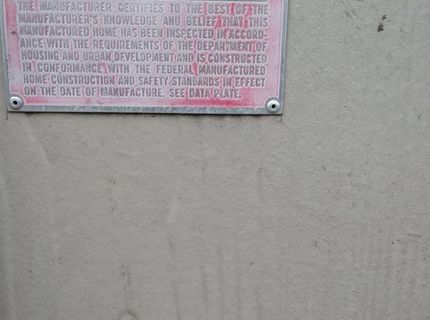 THE MANUFACTURER CERTIFIES TO THE BEST OF THE
MANUFACTURER'S KNOWLEDGE AND BELIEF THAT THIS
MANUFACTURED HOME HAS BEEN INSPECTED IN ACCORD-
ANCE WITH THE REQUIREMENTS OF THE DEPARTMENT OF
HOUSING AND URBAN DEVELOPMENT AND IS CONSTRUCTED
IN CONFORMANCE WITH THE FEDERAL MANUFACTURED
HOME CONSTRUCTION AND SAFETY STANDARDS IN EFFECT
ON THE DATE OF MANUFACTURE. SEE DATA PLATE.